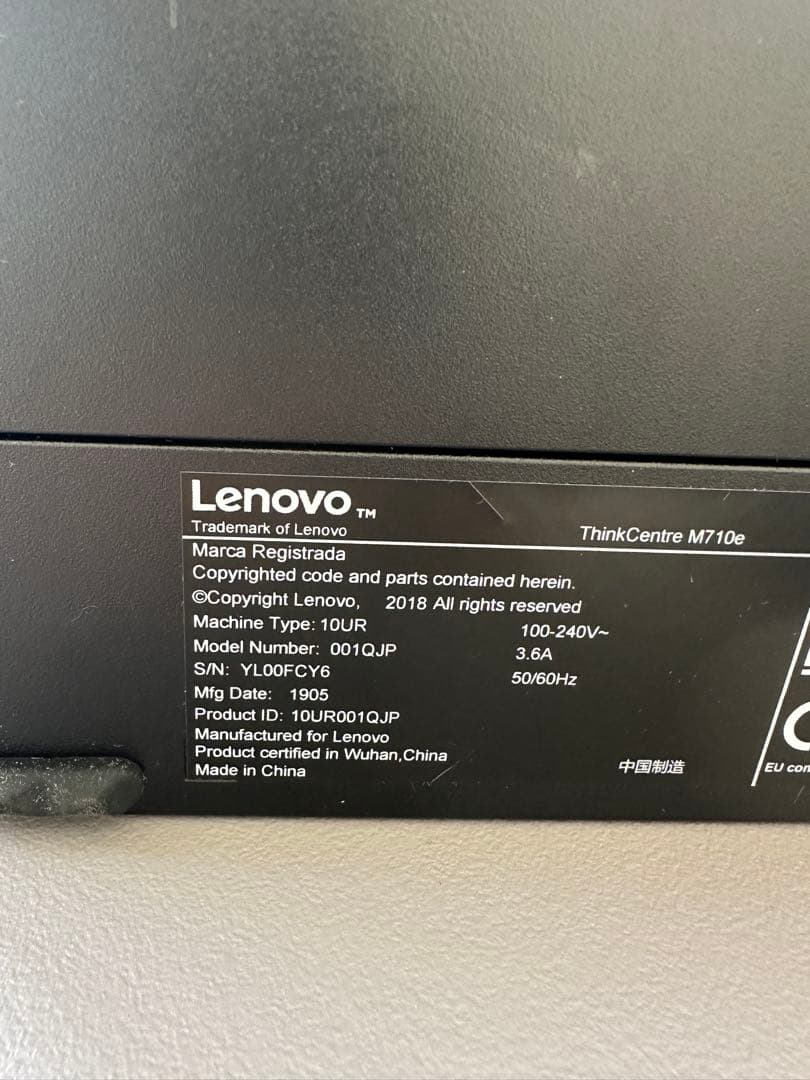 Lenovo™
Trademark of Lenovo
ThinkCentre M710e
Marca Registrada
Copyrighted code and parts contained herein.
©Copyright Lenovo, 2018 All rights reserved
Machine Type: 10UR
100-240V~
Model Number: 001QJP
3.6A
S/N: YL00FCY6
50/60Hz
Mfg Date: 1905
Product ID: 10UR001QJP
Manufactured for Lenovo
Product certified in Wuhan,China
Made in China
中国制造
EU con